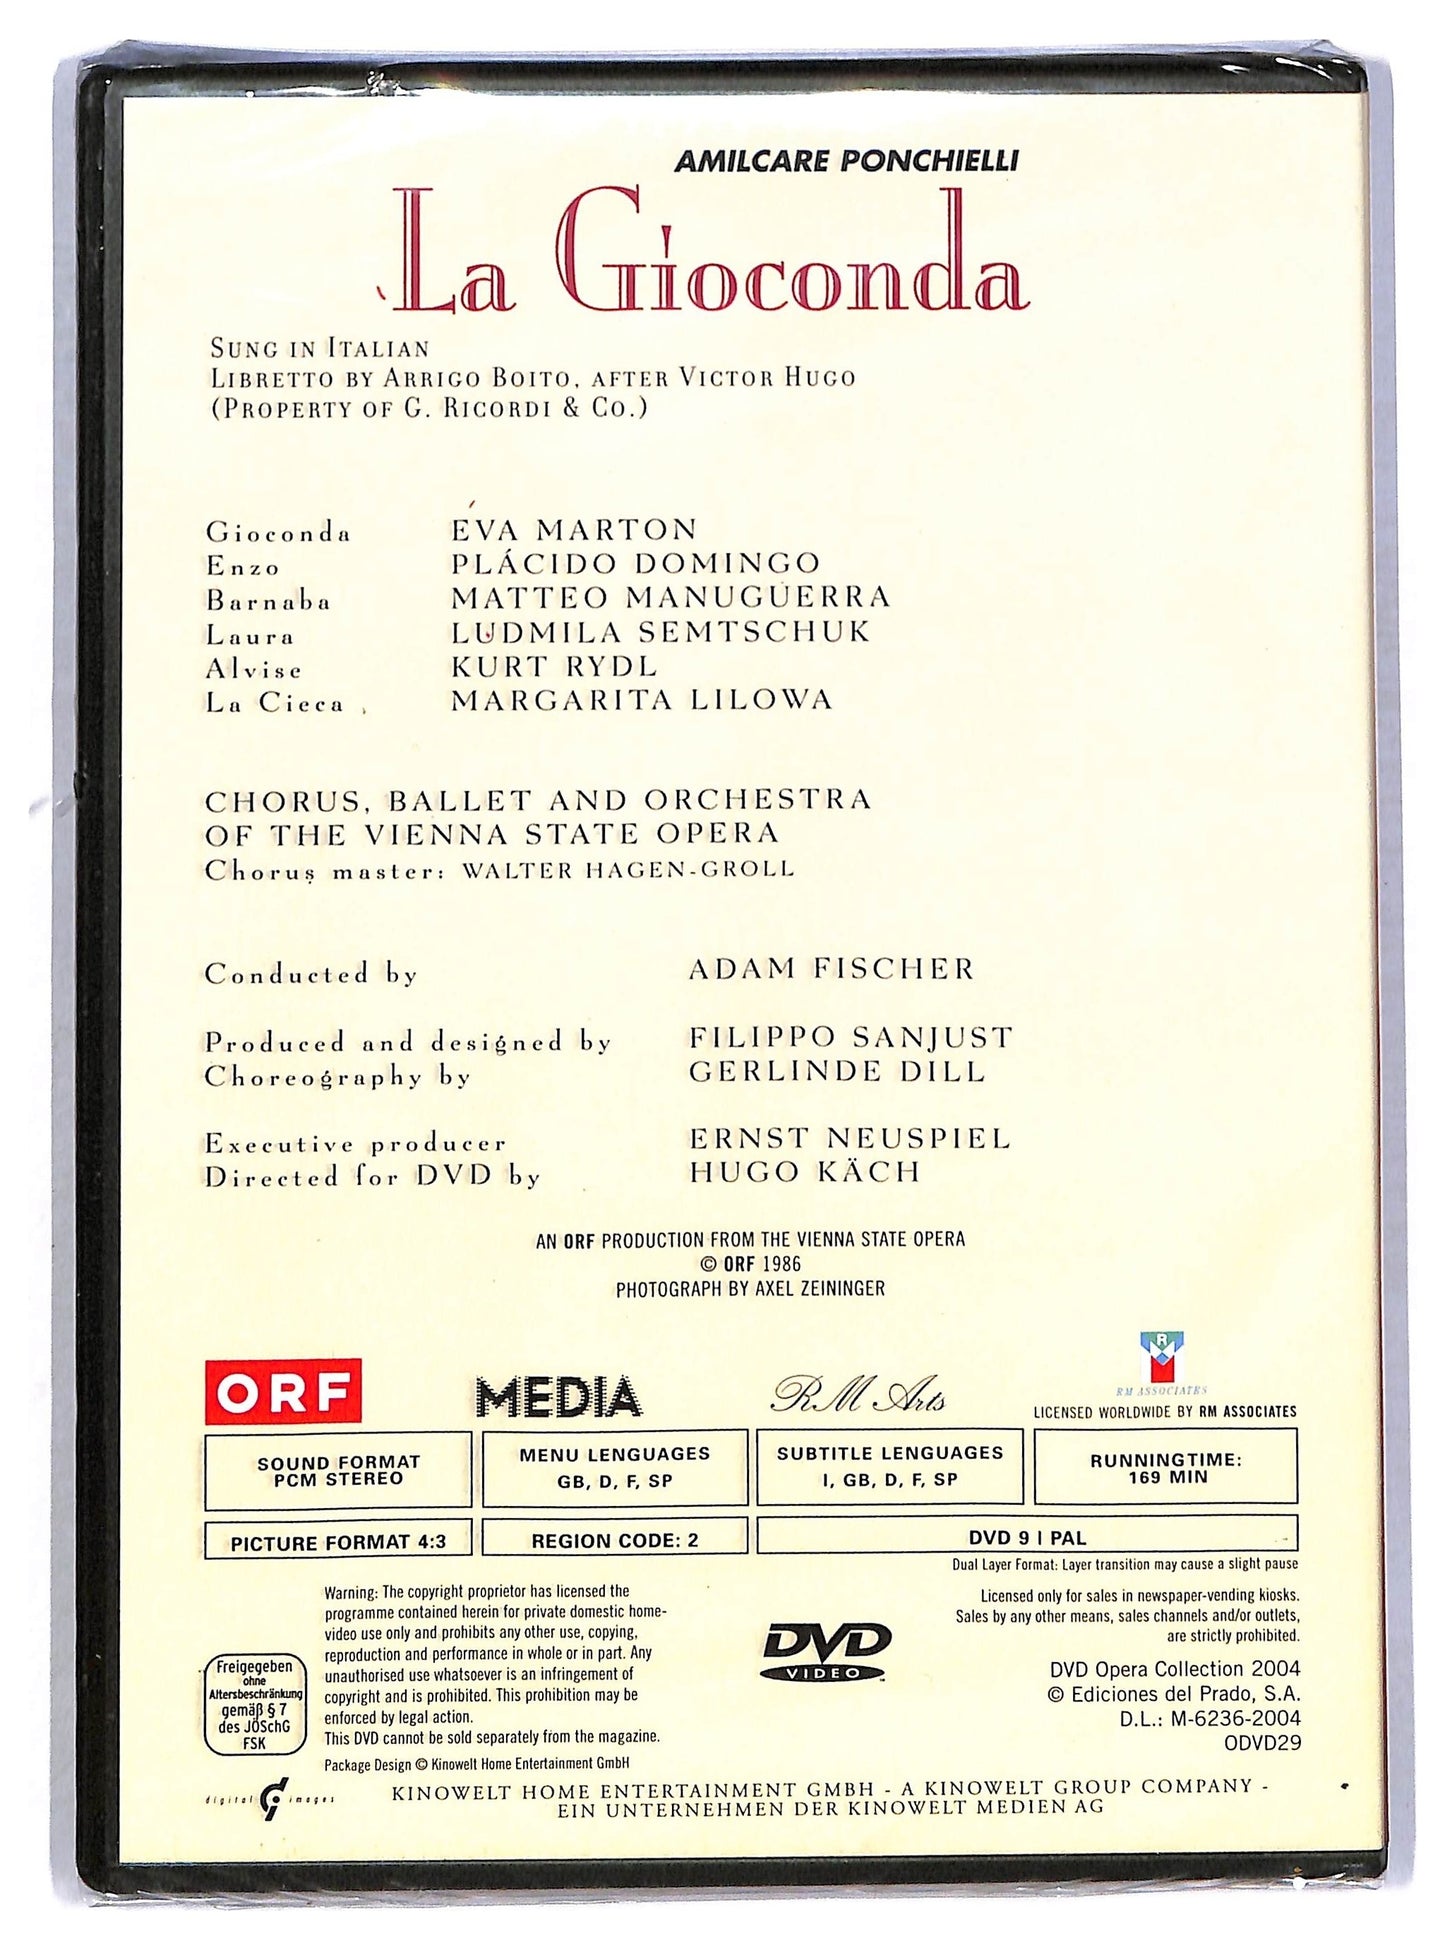 AMILCARE PONCHIELLI
La Gioconda
SUNG IN ITALIAN
LIBRETTO BY ARRIGO BOITO, AFTER VICTOR HUGO
(PROPERTY OF G. RICORDI & CO.)
Gioconda EVA MARTON
Enzo PLÁCIDO DOMINGO
Barnaba MATTEO MANUGUERRA
Laura LUDMILA SEMTSCHUK
Alvise KURT RYDL
La Cieca MARGARITA LILOWA
CHORUS, BALLET AND ORCHESTRA
OF THE VIENNA STATE OPERA
Chorus master: WALTER HAGEN-GROLL
Conducted by ADAM FISCHER
Produced and designed by FILIPPO SANJUST
Choreography by GERLINDE DILL
Executive producer ERNST NEUSPIEL
Directed for DVD by HUGO KÄCH
AN ORF PRODUCTION FROM THE VIENNA STATE OPERA
© ORF 1986
PHOTOGRAPH BY AXEL ZEININGER
ORF
MEDIA
RM Arts
RM
RM ASSOCIATES
LICENSED WORLDWIDE BY RM ASSOCIATES
SOUND FORMAT
PCM STEREO
MENU LENGUAGES
GB, D, F, SP
SUBTITLE LENGUAGES
I, GB, D, F, SP
RUNNINGTIME:
169 MIN
PICTURE FORMAT 4:3
REGION CODE: 2
DVD 9 I PAL
Dual Layer Format: Layer transition may cause a slight pause
Warning: The copyright proprietor has licensed the
programme contained herein for private domestic home-
video use only and prohibits any other use, copying,
reproduction and performance in whole or in part. Any
unauthorised use whatsoever is an infringement of
copyright and is prohibited. This prohibition may be
enforced by legal action.
This DVD cannot be sold separately from the magazine.
Package Design © Kinowelt Home Entertainment GmbH
Freigegeben
ohne
Altersbeschränkung
gemäß § 7
des JÖSchG
FSK
DVD
VIDEO
Licensed only for sales in newspaper-vending kiosks.
Sales by any other means, sales channels and/or outlets,
are strictly prohibited.
DVD Opera Collection 2004
© Ediciones del Prado, S.A.
D.L.: M-6236-2004
ODVD29
digital images
KINOWELT HOME ENTERTAINMENT GMBH - A KINOWELT GROUP COMPANY -
EIN UNTERNEHMEN DER KINOWELT MEDIEN AG